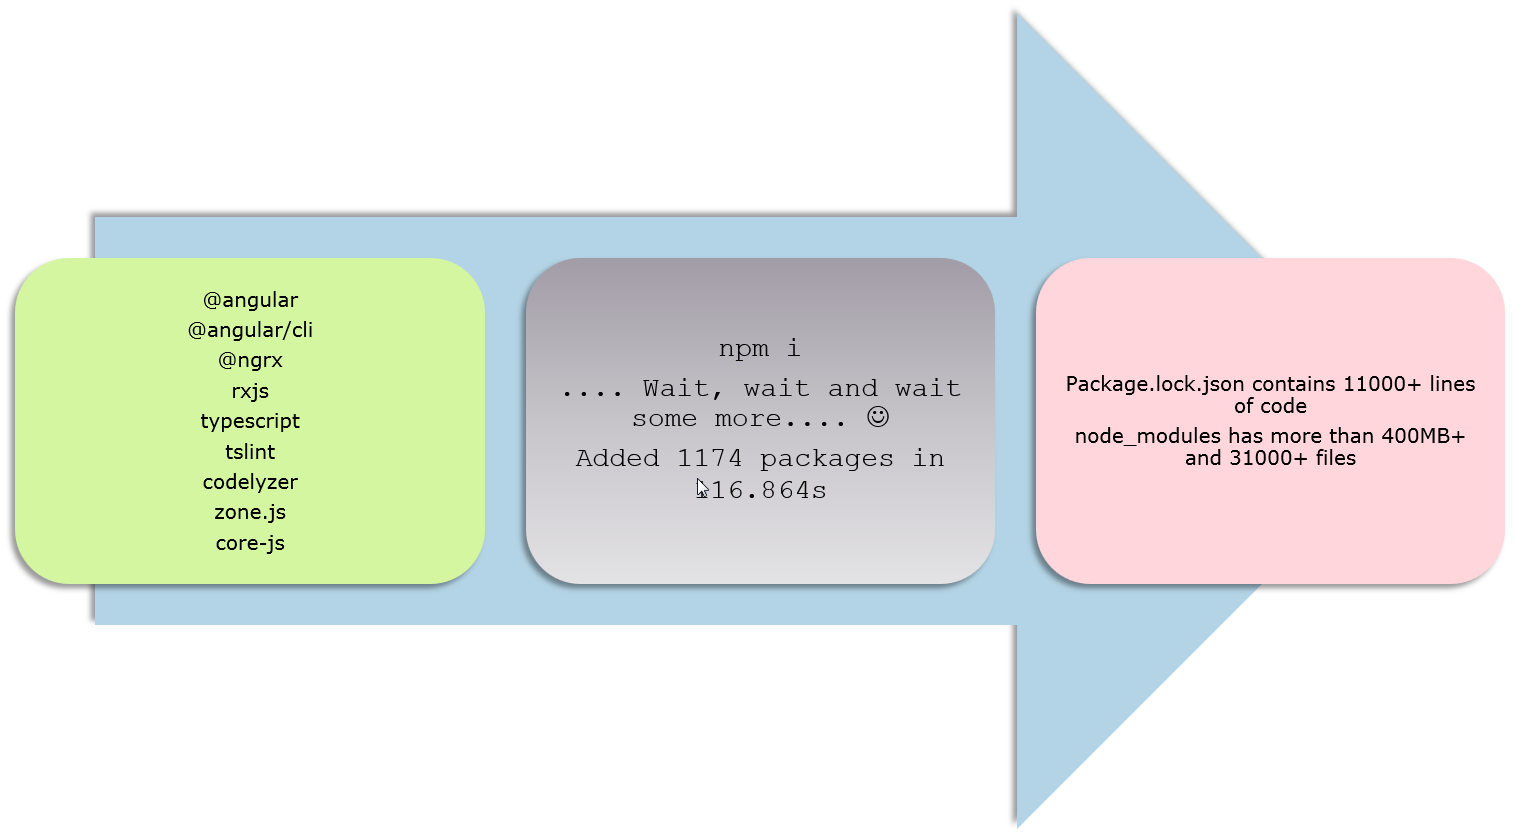 @angular
@angular/cli
@ngrx
rxjs
typescript
tslint
codelyzer
zone.js
core-js
npm i
.... Wait, wait and wait
some more.... ☺
Added 1174 packages in
116.864s
Package.lock.json contains 11000+ lines
of code
node_modules has more than 400MB+
and 31000+ files